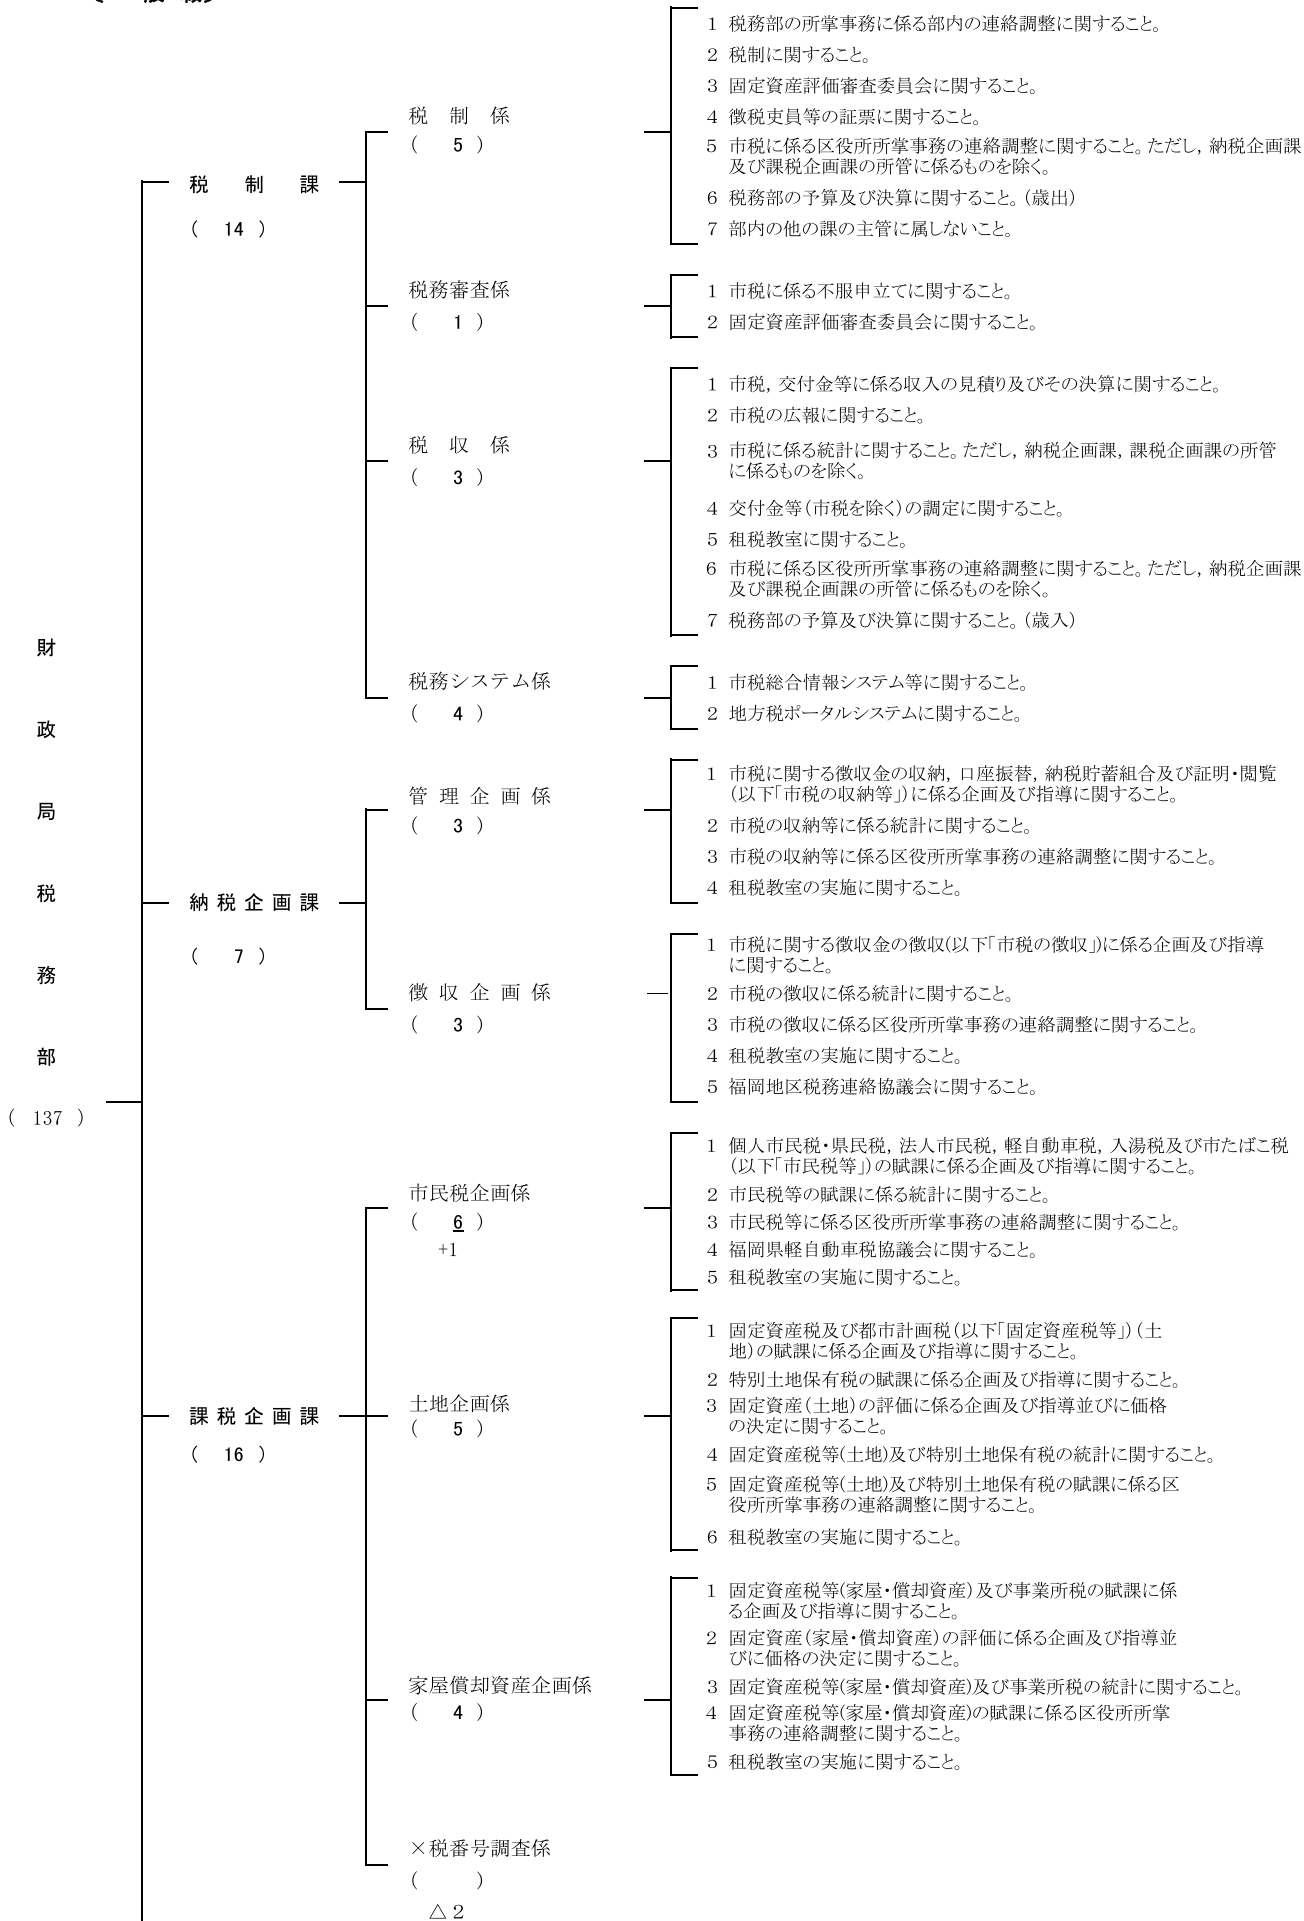 財政局税務部
( 137 )
税制課
( 14 )
税制係
( 5 )
1 税務部の所掌事務に係る部内の連絡調整に関すること。
2 税制に関すること。
3 固定資産評価審査委員会に関すること。
4 徴税吏員等の証票に関すること。
5 市税に係る区役所所掌事務の連絡調整に関すること。ただし，納税企画課
及び課税企画課の所管に係るものを除く。
6 税務部の予算及び決算に関すること。（歳出）
7 部内の他の課の主管に属しないこと。
税務審査係
( 1 )
1 市税に係る不服申立てに関すること。
2 固定資産評価審査委員会に関すること。
税収係
( 3 )
1 市税，交付金等に係る収入の見積り及びその決算に関すること。
2 市税の広報に関すること。
3 市税に係る統計に関すること。ただし，納税企画課，課税企画課の所管
に係るものを除く。
4 交付金等（市税を除く）の調定に関すること。
5 租税教室に関すること。
6 市税に係る区役所所掌事務の連絡調整に関すること。ただし，納税企画課
及び課税企画課の所管に係るものを除く。
7 税務部の予算及び決算に関すること。（歳入）
税務システム係
( 4 )
1 市税総合情報システム等に関すること。
2 地方税ポータルシステムに関すること。
納税企画課
( 7 )
管理企画係
( 3 )
1 市税に関する徴収金の収納，口座振替，納税貯蓄組合及び証明・閲覧
（以下「市税の収納等」）に係る企画及び指導に関すること。
2 市税の収納等に係る統計に関すること。
3 市税の収納等に係る区役所所掌事務の連絡調整に関すること。
4 租税教室の実施に関すること。
徴収企画係
( 3 )
1 市税に関する徴収金の徴収(以下「市税の徴収」)に係る企画及び指導
に関すること。
2 市税の徴収に係る統計に関すること。
3 市税の徴収に係る区役所所掌事務の連絡調整に関すること。
4 租税教室の実施に関すること。
5 福岡地区税務連絡協議会に関すること。
課税企画課
( 16 )
市民税企画係
( 6 )
+1
1 個人市民税・県民税，法人市民税，軽自動車税，入湯税及び市たばこ税
（以下「市民税等」）の賦課に係る企画及び指導に関すること。
2 市民税等の賦課に係る統計に関すること。
3 市民税等に係る区役所所掌事務の連絡調整に関すること。
4 福岡県軽自動車税協議会に関すること。
5 租税教室の実施に関すること。
土地企画係
( 5 )
1 固定資産税及び都市計画税（以下「固定資産税等」）（土
地）の賦課に係る企画及び指導に関すること。
2 特別土地保有税の賦課に係る企画及び指導に関すること。
3 固定資産（土地）の評価に係る企画及び指導並びに価格
の決定に関すること。
4 固定資産税等(土地)及び特別土地保有税の統計に関すること。
5 固定資産税等(土地)及び特別土地保有税の賦課に係る区
役所所掌事務の連絡調整に関すること。
6 租税教室の実施に関すること。
家屋償却資産企画係
( 4 )
1 固定資産税等(家屋・償却資産）及び事業所税の賦課に係
る企画及び指導に関すること。
2 固定資産（家屋・償却資産）の評価に係る企画及び指導並
びに価格の決定に関すること。
3 固定資産税等(家屋・償却資産)及び事業所税の統計に関すること。
4 固定資産税等(家屋・償却資産)の賦課に係る区役所所掌
事務の連絡調整に関すること。
5 租税教室の実施に関すること。
×税番号調査係
( )
△ 2